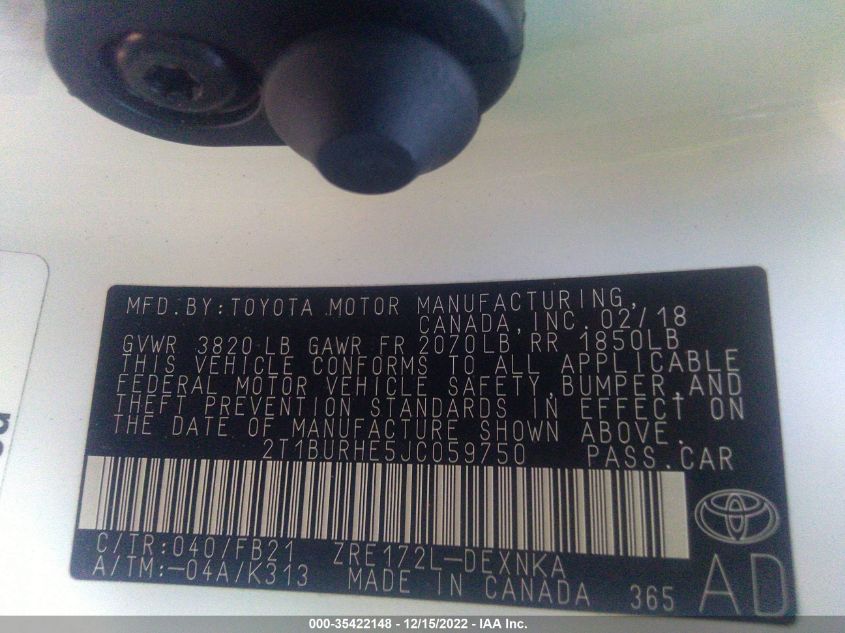 MFD.BY:TOYOTA MOTOR MANUFACTURING,
CANADA,INC. 02/18
GVWR 3820 LB GAWR FR 2070LB RR 1850LB
THIS VEHICLE CONFORMS TO ALL APPLICABLE
FEDERAL MOTOR VEHICLE SAFETY,BUMPER,AND
THEFT PREVENTION STANDARDS IN EFFECT ON
THE DATE OF MANUFACTURE SHOWN ABOVE.
2T1BURHE5JC059750 PASS.CAR
C/TR:040/FB21 ZRE172L-DEXNKA
A/TM:-04A/K313 MADE IN CANADA 365 AD
000-35422148 - 12/15/2022 - IAA Inc.